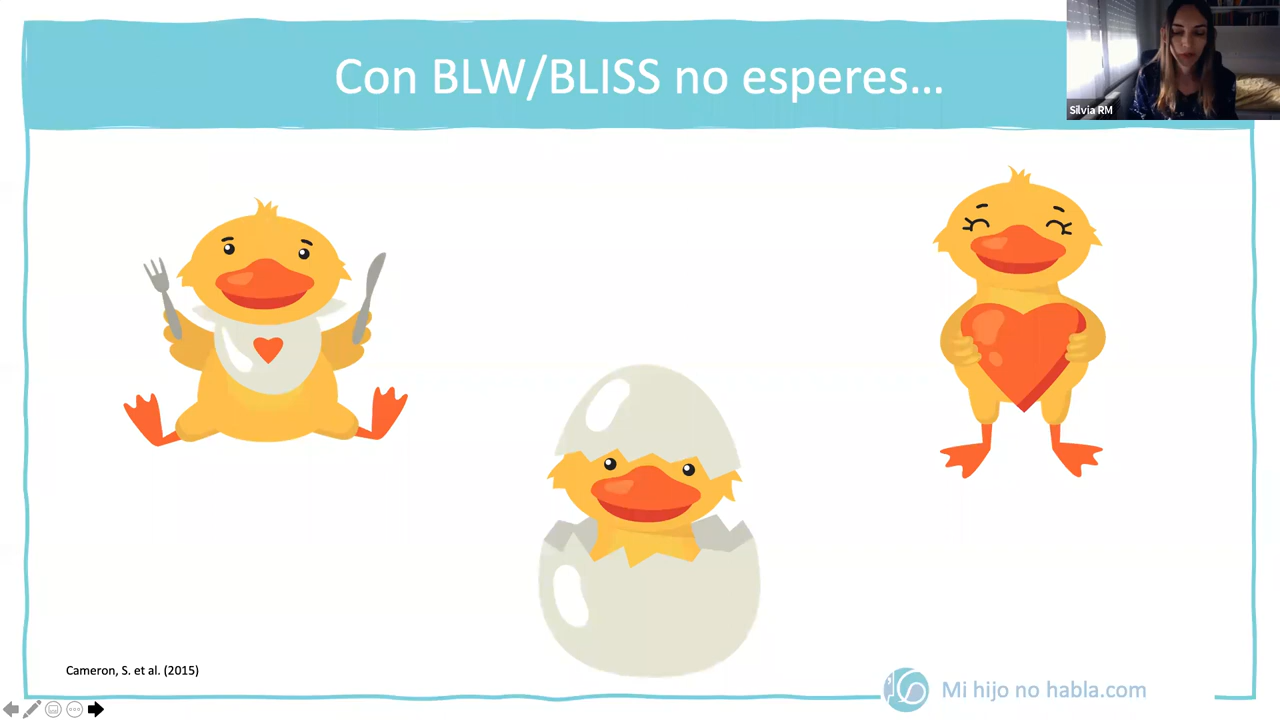 Con BLW/BLISS no esperes...
Silvia RM
Cameron, S. et al. (2015)
Mi hijo no habla.com